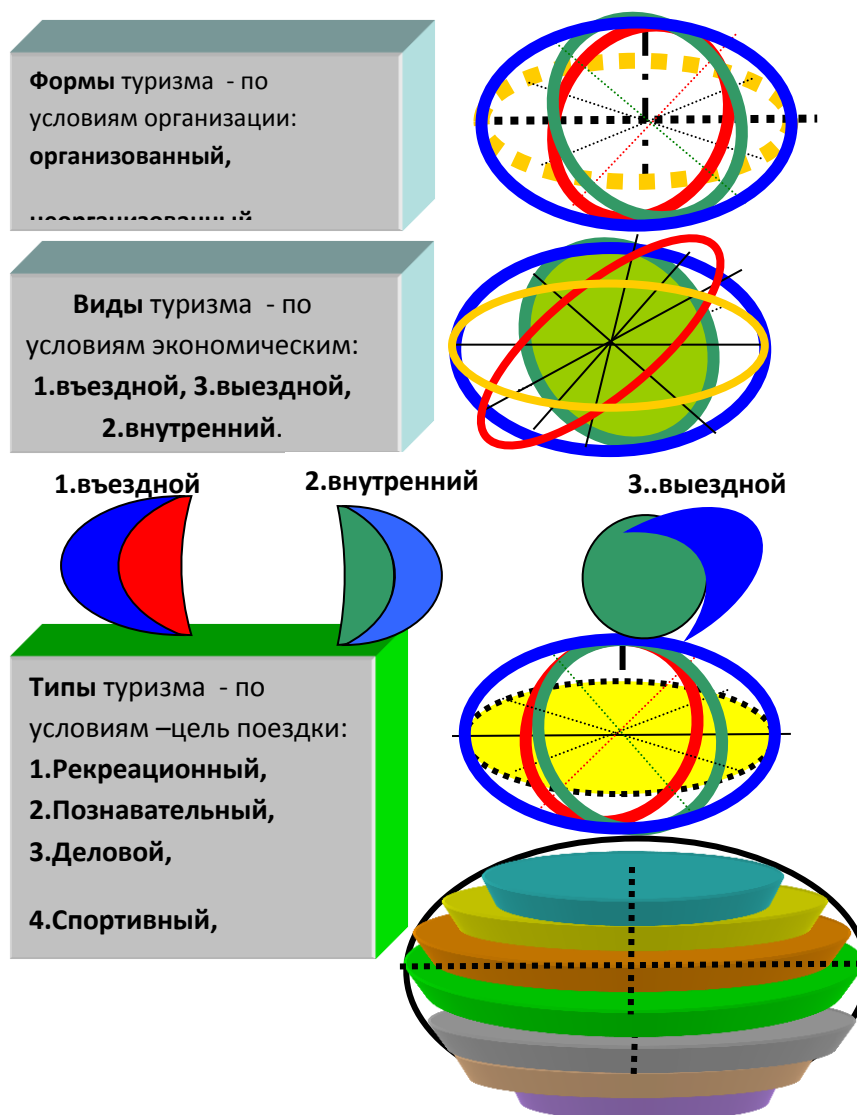 Формы туризма - по
условиям организации:
организованный,
неорганизованный
Виды туризма - по
условиям экономическим:
1.въездной, 3.выездной,
2.внутренний.
1.въездной
2.внутренний
3..выездной
Типы туризма - по
условиям –цель поездки:
1.Рекреационный,
2.Познавательный,
3.Деловой,
4.Спортивный,